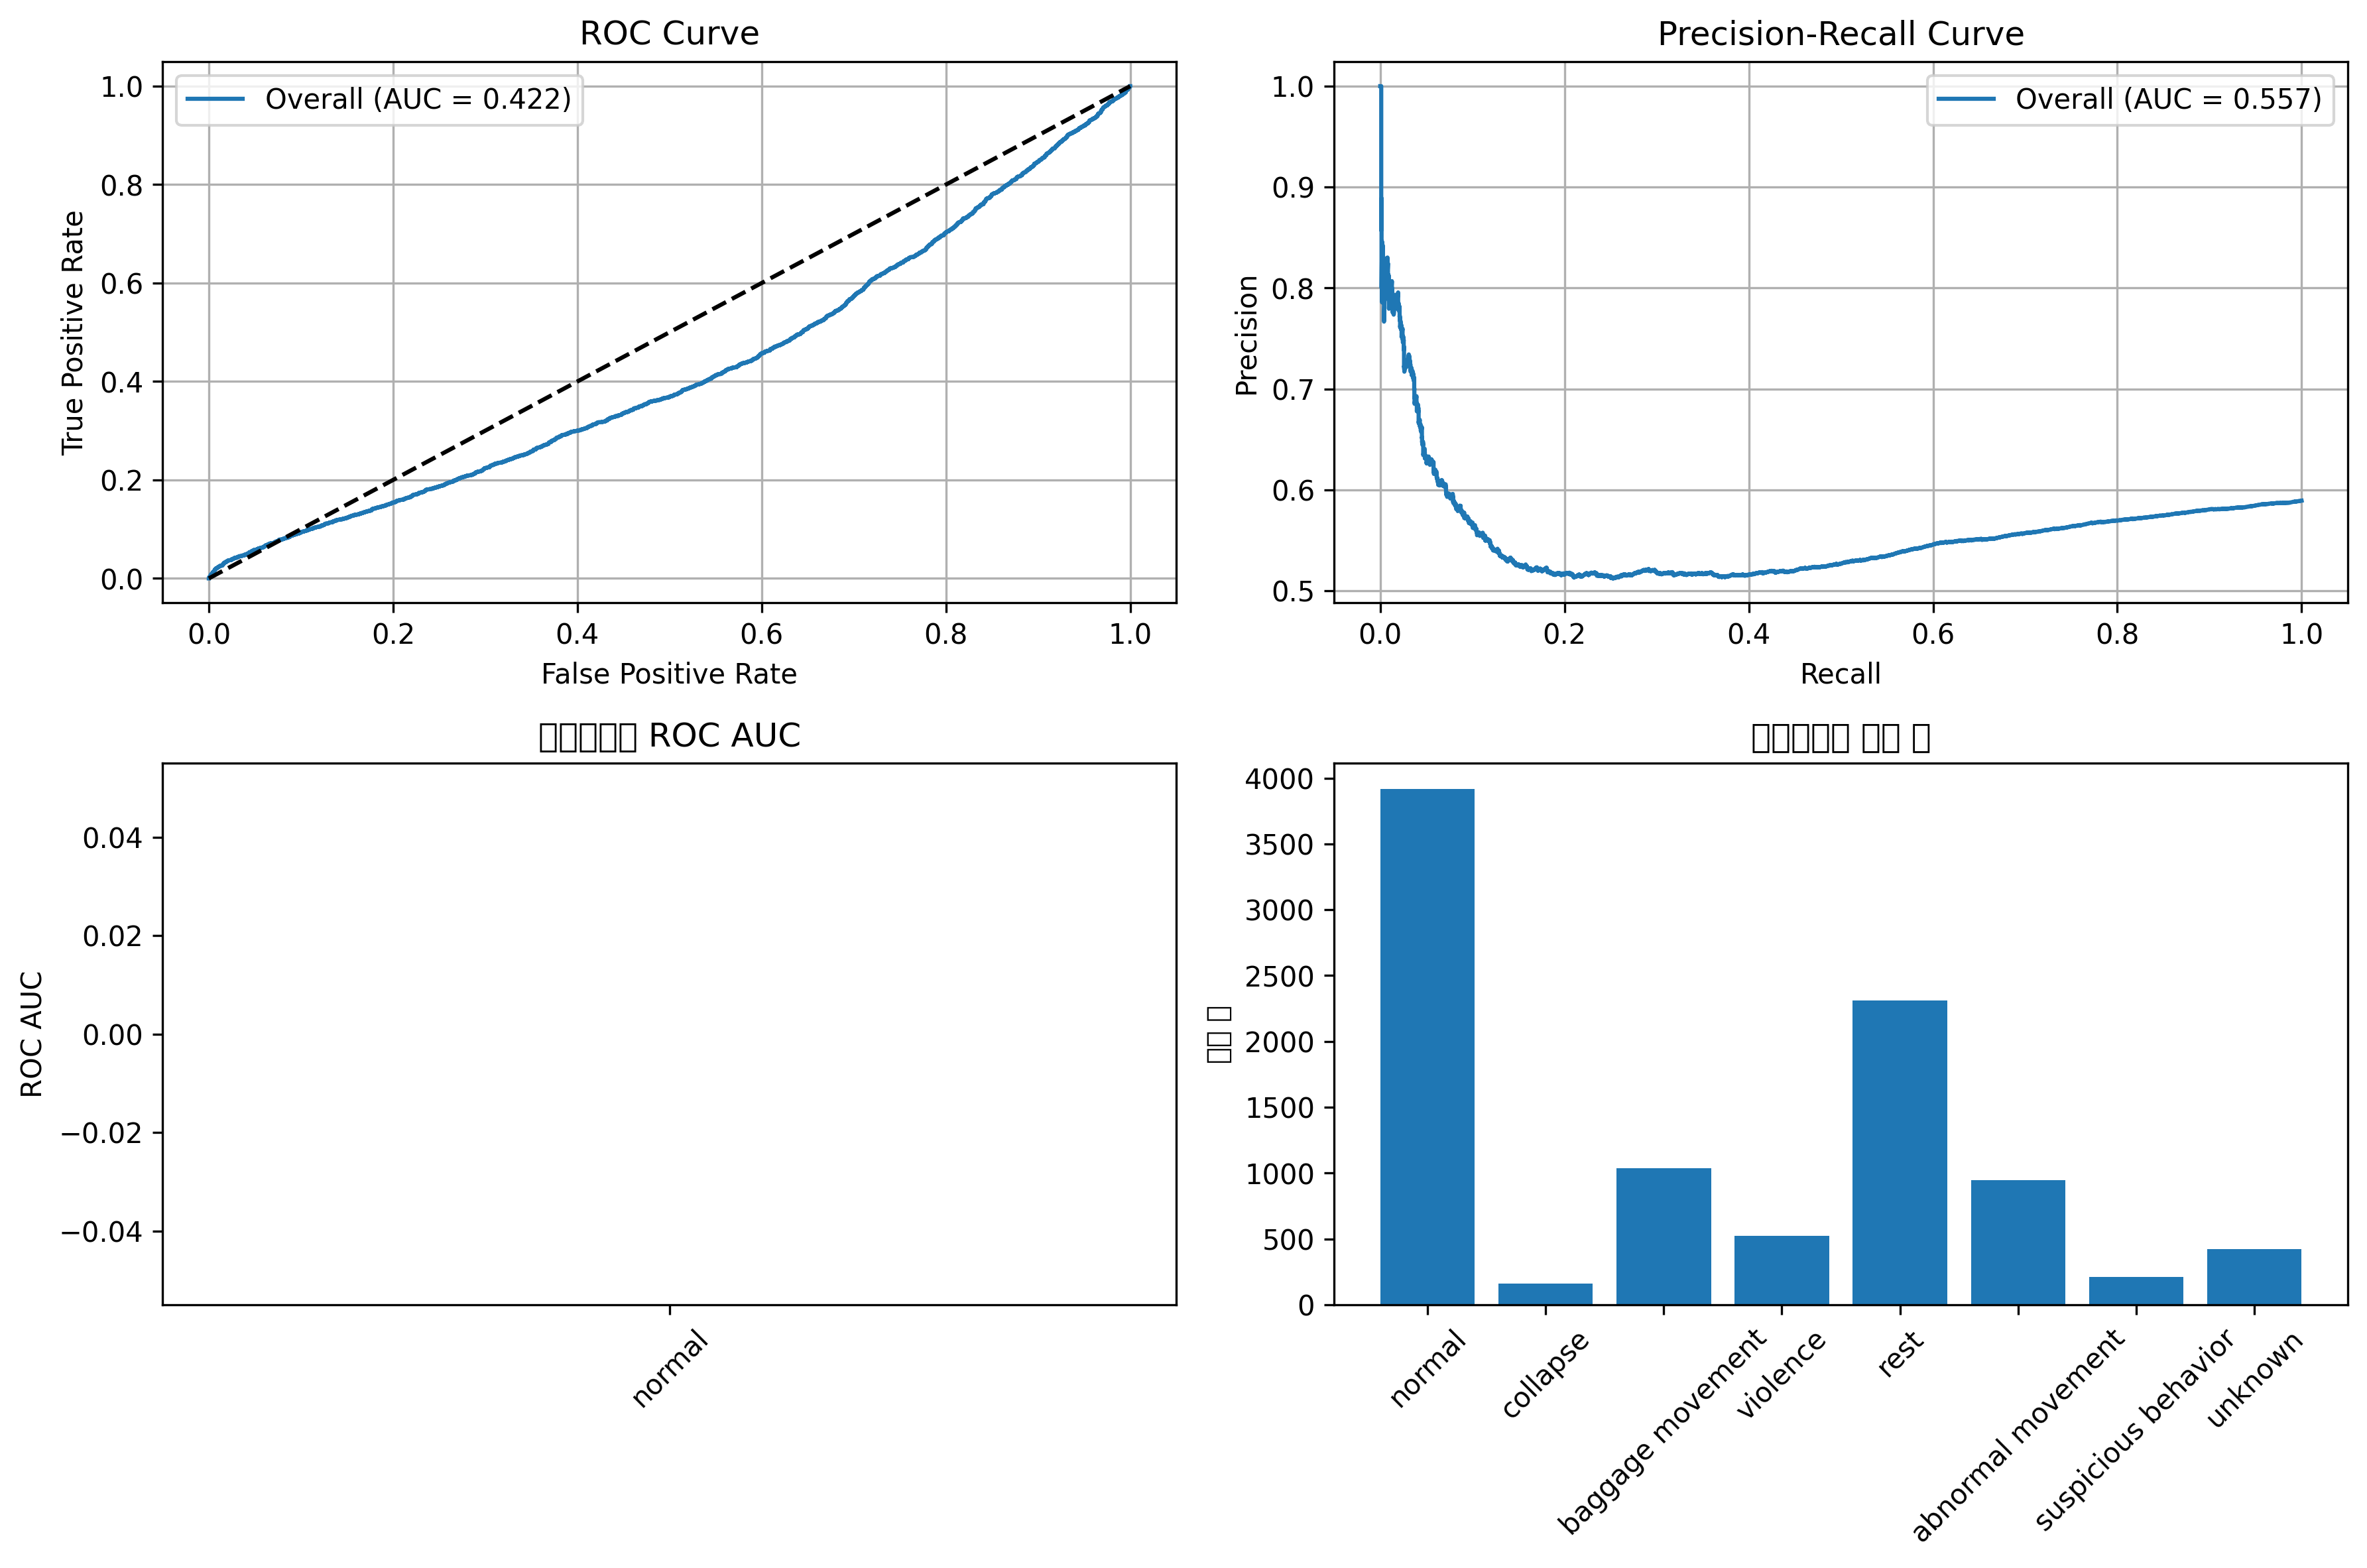 ROC Curve
Overall (AUC = 0.422)
True Positive Rate
1.0
0.8
0.6
0.4
0.2
0.0
0.0 0.2 0.4 0.6 0.8 1.0
False Positive Rate
Precision-Recall Curve
Overall (AUC = 0.557)
Precision
1.0
0.9
0.8
0.7
0.6
0.5
0.0 0.2 0.4 0.6 0.8 1.0
Recall
ROC AUC
ROC AUC
0.04
0.02
0.00
−0.02
−0.04
normal
4000
3500
3000
2500
2000
1500
1000
500
0
normal
collapse
baggage movement
violence
rest
abnormal movement
suspicious behavior
unknown